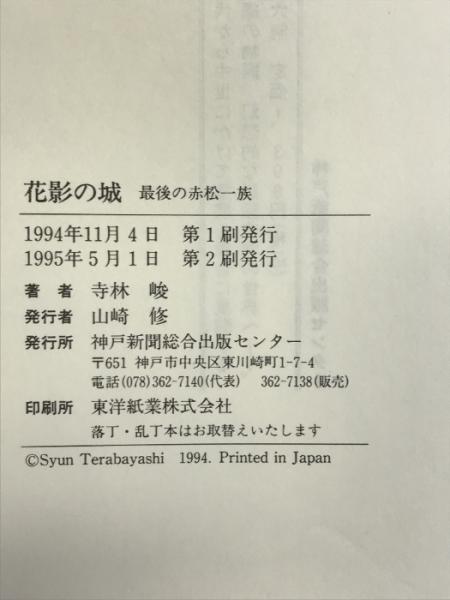 花影の城 最後の赤松一族
1994年11月4日 第1刷発行
1995年5月1日 第2刷発行
著者 寺林 峻
発行者 山崎 修
発行所 神戸新聞総合出版センター
〒651 神戸市中央区東川崎町1-7-4
電話(078)362-7140(代表) 362-7138(販売)
印刷所 東洋紙業株式会社
落丁・乱丁本はお取替えいたします
©Syun Terabayashi 1994. Printed in Japan